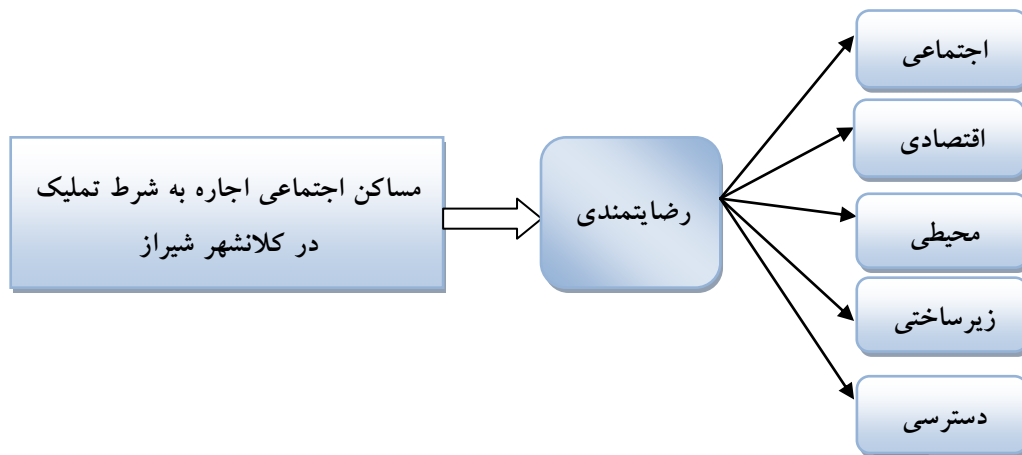 مساکن اجتماعی اجاره به شرط تملیک
در کلانشهر شیراز
رضایتمندی
اجتماعی
اقتصادی
محیطی
زیرساختی
دسترسی